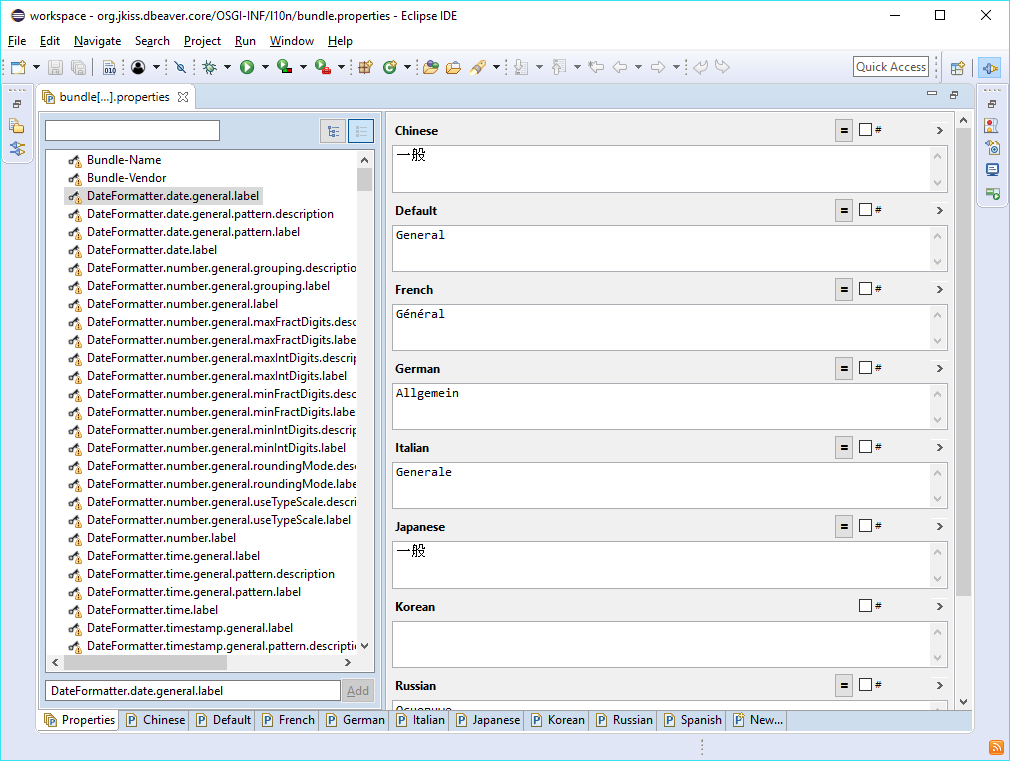 workspace - org.jkiss.dbeaver.core/OSGI-INF/l10n/bundle.properties - Eclipse IDE
File Edit Navigate Search Project Run Window Help
010
Quick Access
bundle[...].properties
Bundle-Name
Bundle-Vendor
DateFormatter.date.general.label
DateFormatter.date.general.pattern.description
DateFormatter.date.general.pattern.label
DateFormatter.date.label
DateFormatter.number.general.grouping.descriptio
DateFormatter.number.general.grouping.label
DateFormatter.number.general.label
DateFormatter.number.general.maxFractDigits.desc
DateFormatter.number.general.maxFractDigits.labe
DateFormatter.number.general.maxIntDigits.descrip
DateFormatter.number.general.maxIntDigits.label
DateFormatter.number.general.minFractDigits.desc
DateFormatter.number.general.minFractDigits.labe
DateFormatter.number.general.minIntDigits.descrip
DateFormatter.number.general.minIntDigits.label
DateFormatter.number.general.roundingMode.desc
DateFormatter.number.general.roundingMode.labe
DateFormatter.number.general.useTypeScale.descri
DateFormatter.number.general.useTypeScale.label
DateFormatter.number.label
DateFormatter.time.general.label
DateFormatter.time.general.pattern.description
DateFormatter.time.general.pattern.label
DateFormatter.time.label
DateFormatter.timestamp.general.label
DateFormatter.timestamp.general.pattern.descripti
DateFormatter.date.general.label Add
Chinese = #
一般
Default = #
General
French = #
Général
German = #
Allgemein
Italian = #
Generale
Japanese = #
一般
Korean #
Russian = #
Properties Chinese Default French German Italian Japanese Korean Russian Spanish New...